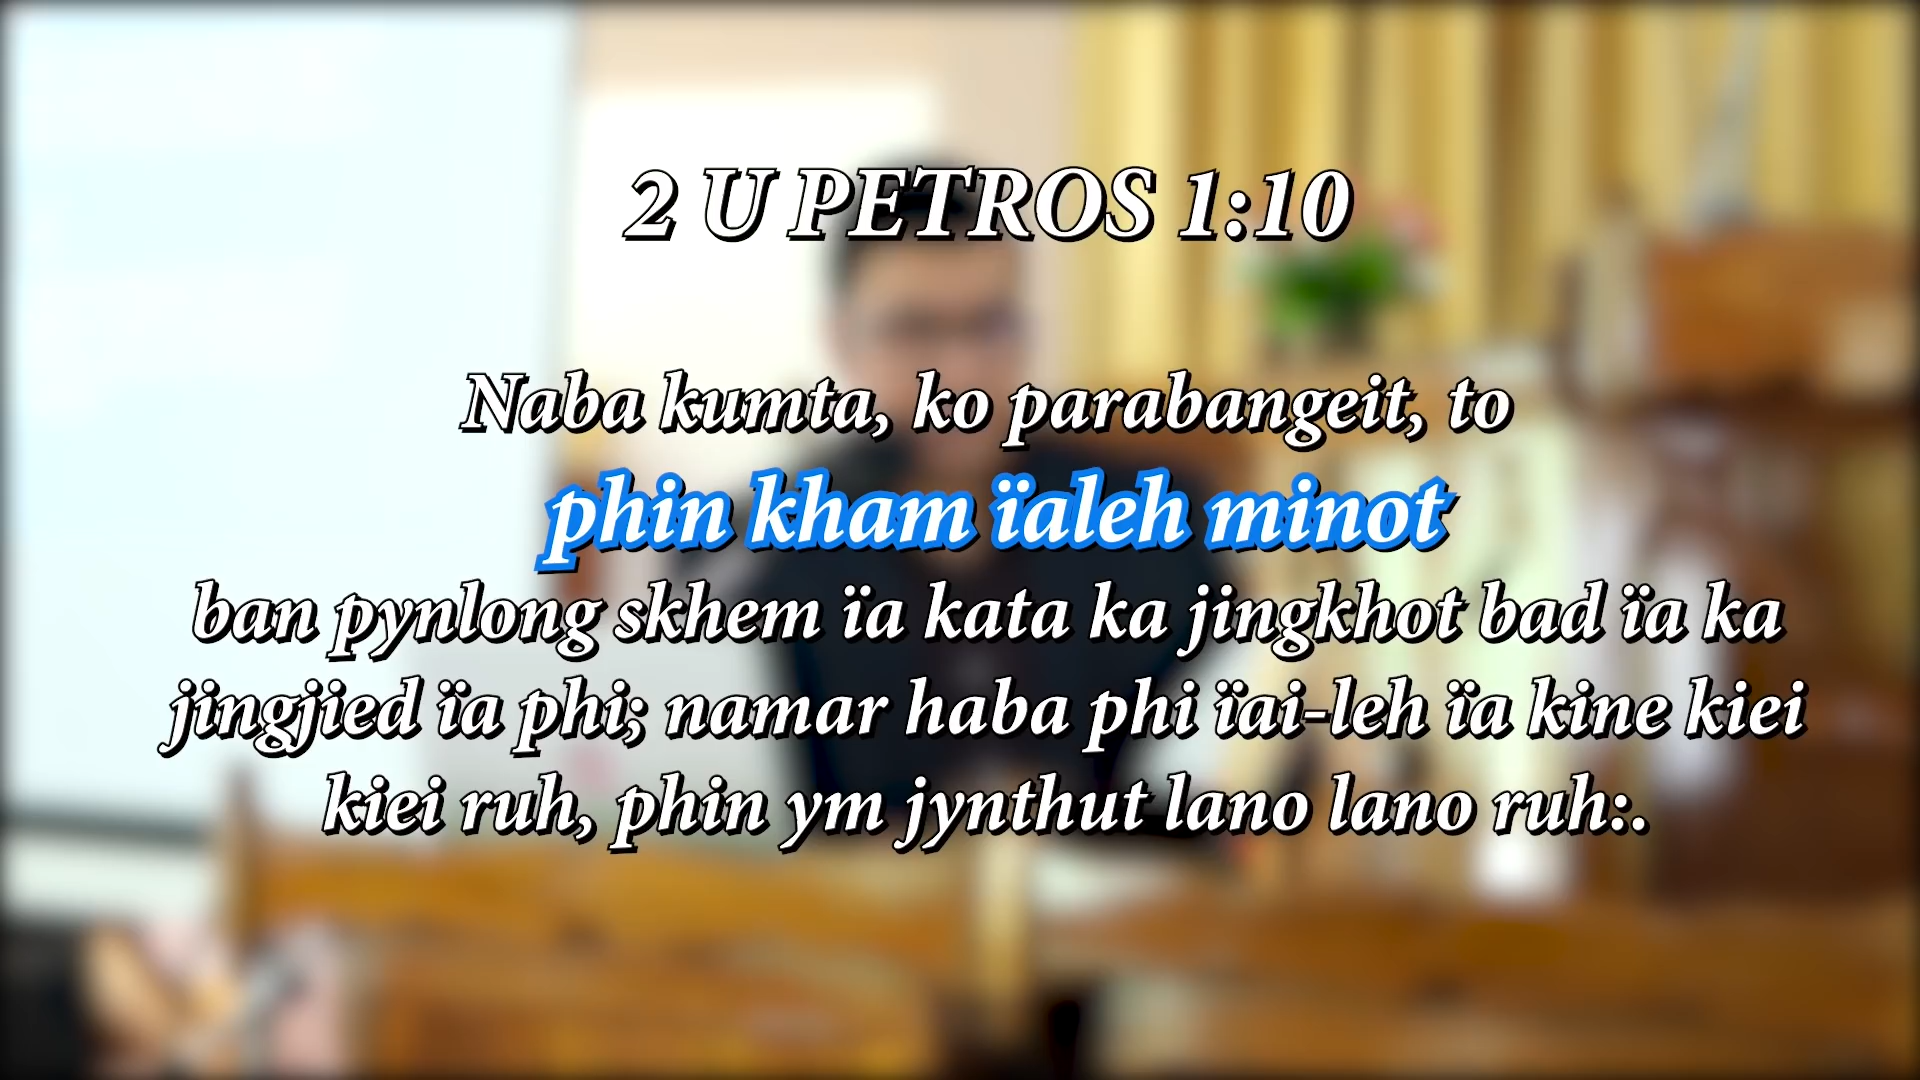 2 U PETROS 1:10
Naba kumta, ko parabangeit, to
phin kham ïaleh minot
ban pynlong skhem ïa kata ka jingkhot bad ïa ka
jingjied ïa phi; namar haba phi ïai-leh ïa kine kiei
kiei ruh, phin ym jynthut lano lano ruh:.